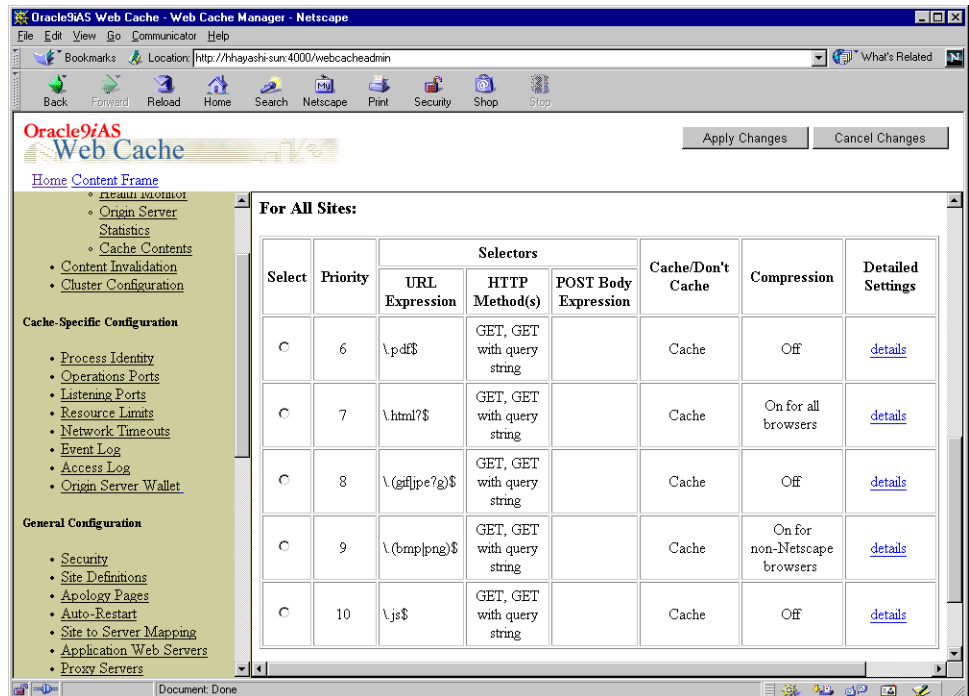 Oracle9iAS Web Cache - Web Cache Manager - Netscape
File Edit View Go Communicator Help
Bookmarks Location: http://hhayashi-sun:4000/webcacheadmin What's Related
Back Forward Reload Home Search Netscape Print Security Shop Stop
Oracle9iAS
Web Cache
Apply Changes Cancel Changes
Home Content Frame
Health Monitor
Origin Server
Statistics
Cache Contents
Content Invalidation
Cluster Configuration
Cache-Specific Configuration
Process Identity
Operations Ports
Listening Ports
Resource Limits
Network Timeouts
Event Log
Access Log
Origin Server Wallet
General Configuration
Security
Site Definitions
Apology Pages
Auto-Restart
Site to Server Mapping
Application Web Servers
Proxy Servers
For All Sites:
Select Priority Selectors Cache/Don't Cache Compression Detailed Settings
URL Expression HTTP Method(s) POST Body Expression
6 \.pdf$ GET, GET with query string Cache Off details
7 \.html?$ GET, GET with query string Cache On for all browsers details
8 \.(gif|jpe?g)$ GET, GET with query string Cache Off details
9 \.(bmp|png)$ GET, GET with query string Cache On for non-Netscape browsers details
10 \.js$ GET, GET with query string Cache Off details
Document: Done